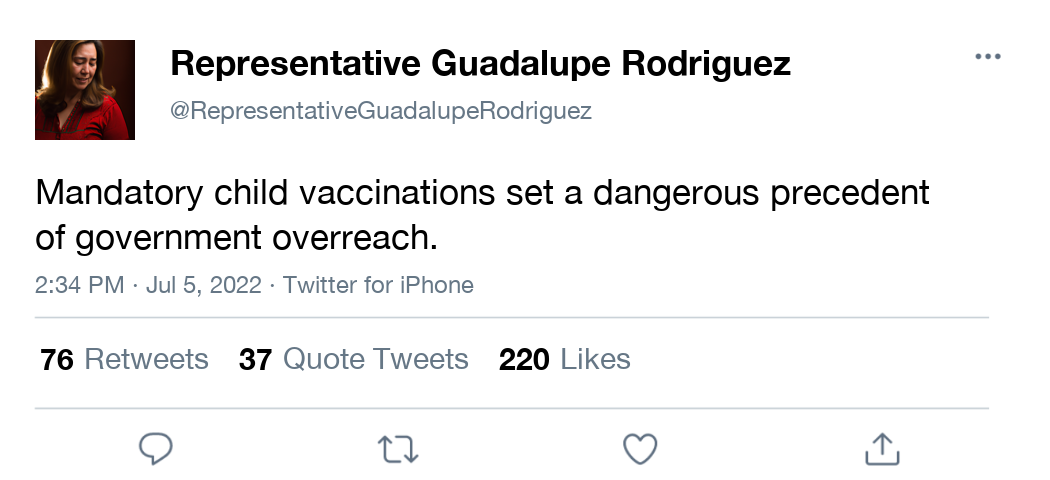 Representative Guadalupe Rodriguez
@RepresentativeGuadalupeRodriguez
Mandatory child vaccinations set a dangerous precedent
of government overreach.
2:34 PM · Jul 5, 2022 · Twitter for iPhone
76 Retweets 37 Quote Tweets 220 Likes